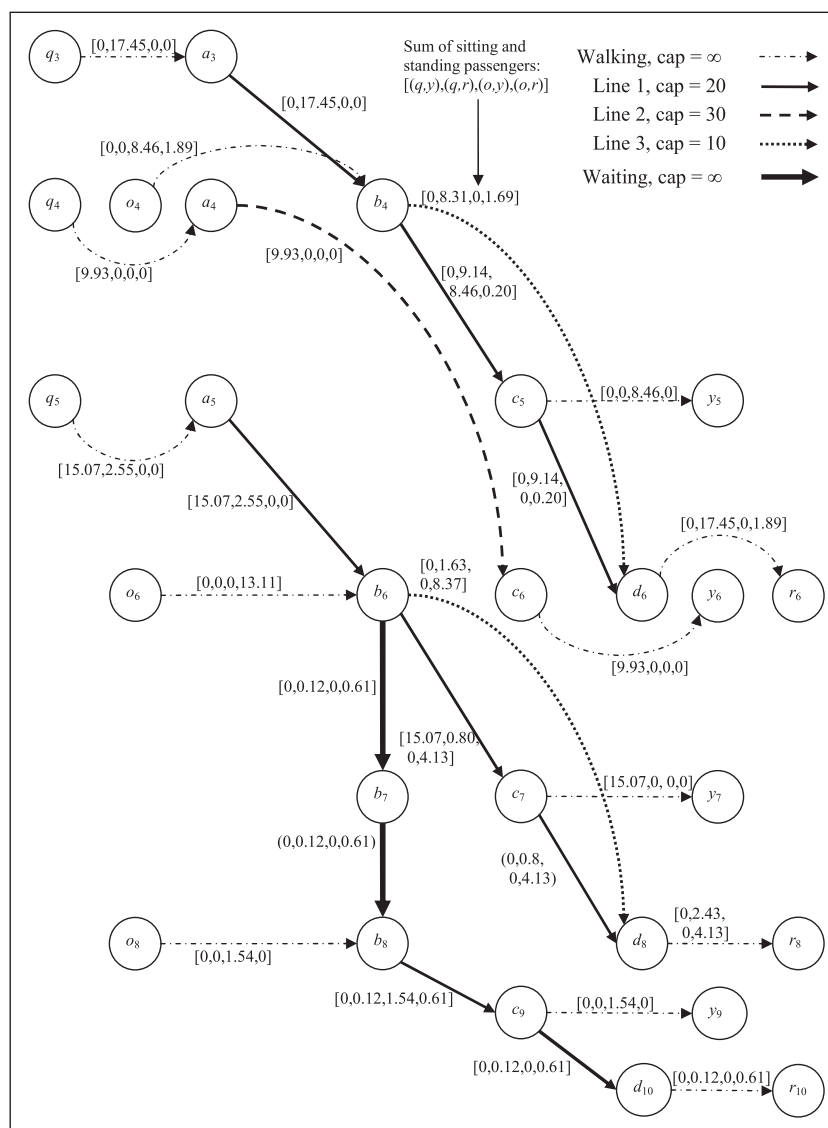 q3
[0,17.45,0,0]
a3
Sum of sitting and
standing passengers:
[(q,y),(q,r),(o,y),(o,r)]
Walking, cap = ∞
Line 1, cap = 20
Line 2, cap = 30
Line 3, cap = 10
Waiting, cap = ∞
[0,17.45,0,0]
[0,0,8.46,1.89]
q4
o4
a4
b4
[0,8.31,0,1.69]
[9.93,0,0,0]
[9.93,0,0,0]
[0,9.14,
8.46,0.20]
q5
a5
c5
[0,0,8.46,0]
y5
[15.07,2.55,0,0]
[15.07,2.55,0,0]
[0,9.14,
0,0.20]
[0,17.45,0,1.89]
o6
[0,0,0,13.11]
b6
[0,1.63,
0,8.37]
c6
d6
y6
r6
[9.93,0,0,0]
[0,0.12,0,0.61]
[15.07,0.80,
0,4.13]
b7
c7
[15.07,0, 0,0]
y7
(0,0.12,0,0.61)
(0,0.8,
0,4.13)
o8
[0,0,1.54,0]
b8
d8
[0,2.43,
0,4.13]
r8
[0,0.12,1.54,0.61]
c9
[0,0,1.54,0]
y9
[0,0.12,0,0.61]
d10
[0,0.12,0,0.61]
r10